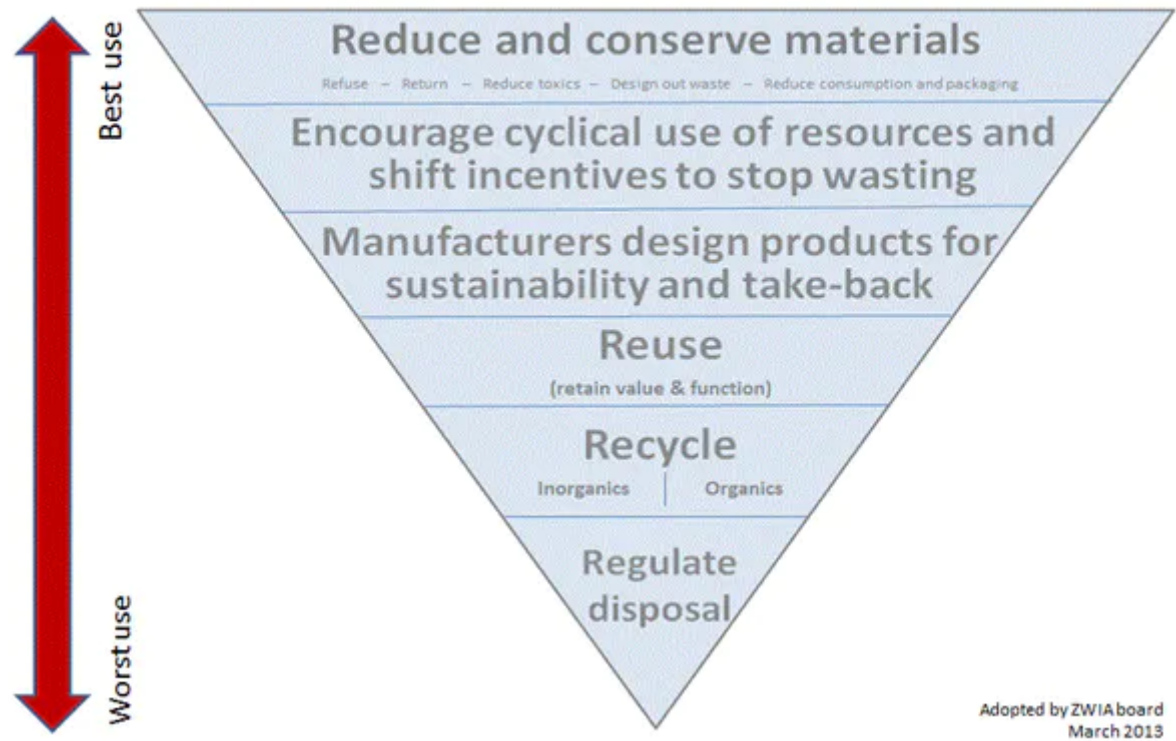 Best use
Reduce and conserve materials
Refuse – Return – Reduce toxics – Design out waste – Reduce consumption and packaging
Encourage cyclical use of resources and
shift incentives to stop wasting
Manufacturers design products for
sustainability and take-back
Reuse
(retain value & function)
Recycle
Inorganics | Organics
Regulate
disposal
Worst use
Adopted by ZWIA board
March 2013